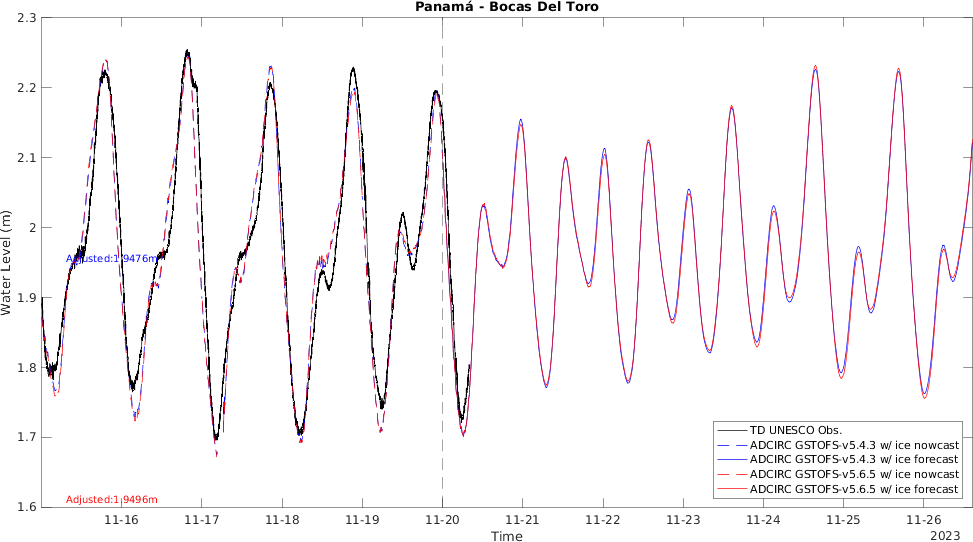 Panamá - Bocas Del Toro
Water Level (m)
2.3
2.2
2.1
2
1.9
1.8
1.7
1.6
Adjusted:1.9476m
Adjusted:1.9496m
TD UNESCO Obs.
ADCIRC GSTOFS-v5.4.3 w/ ice nowcast
ADCIRC GSTOFS-v5.4.3 w/ ice forecast
ADCIRC GSTOFS-v5.6.5 w/ ice nowcast
ADCIRC GSTOFS-v5.6.5 w/ ice forecast
11-16 11-17 11-18 11-19 11-20 11-21 11-22 11-23 11-24 11-25 11-26
Time
2023